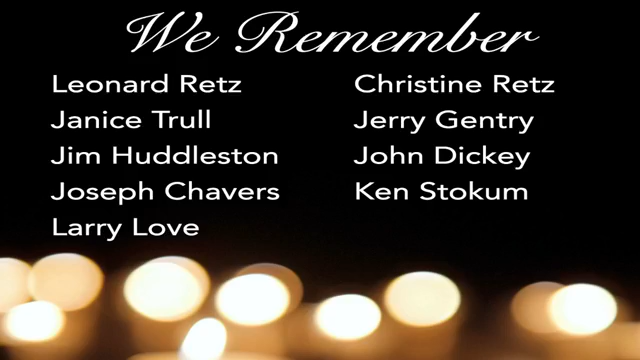 We Remember
Leonard Retz
Janice Trull
Jim Huddleston
Joseph Chavers
Larry Love
Christine Retz
Jerry Gentry
John Dickey
Ken Stokum